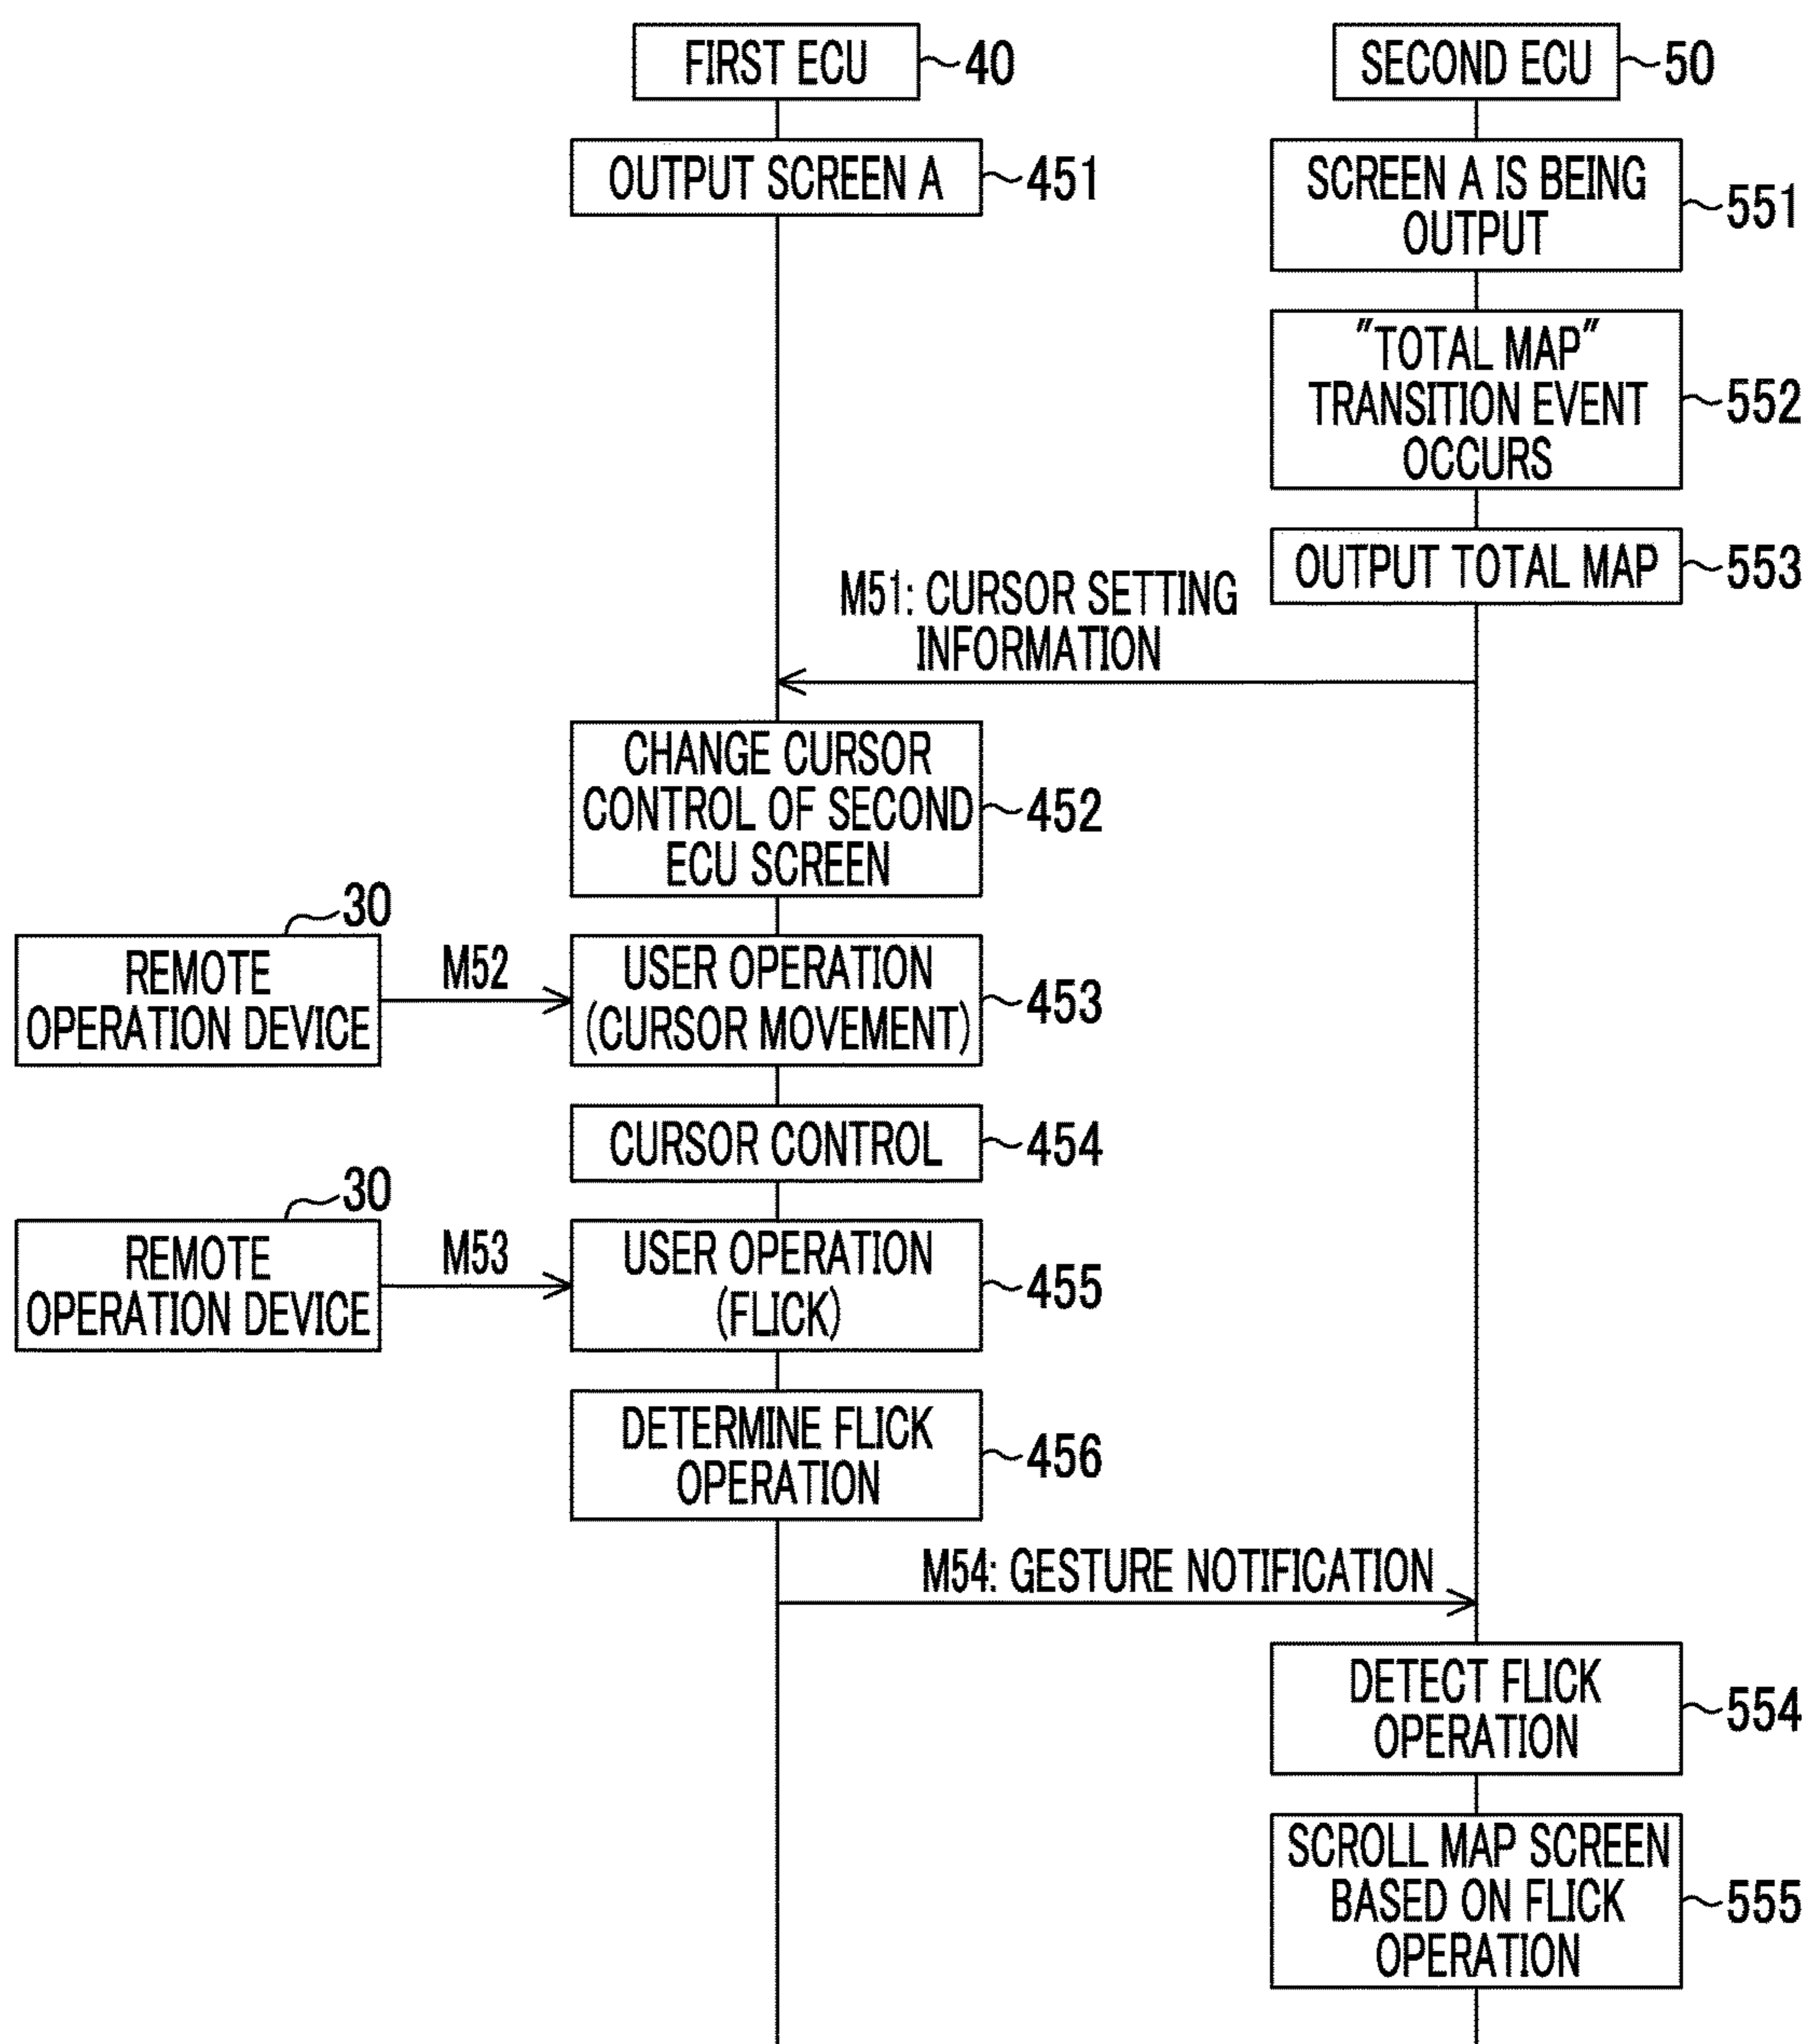 FIRST ECU
40
SECOND ECU
50
OUTPUT SCREEN A
451
SCREEN A IS BEING
OUTPUT
551
"TOTAL MAP"
TRANSITION EVENT
OCCURS
552
OUTPUT TOTAL MAP
553
M51: CURSOR SETTING
INFORMATION
CHANGE CURSOR
CONTROL OF SECOND
ECU SCREEN
452
30
REMOTE
OPERATION DEVICE
M52
USER OPERATION
(CURSOR MOVEMENT)
453
CURSOR CONTROL
454
30
REMOTE
OPERATION DEVICE
M53
USER OPERATION
(FLICK)
455
DETERMINE FLICK
OPERATION
456
M54: GESTURE NOTIFICATION
DETECT FLICK
OPERATION
554
SCROLL MAP SCREEN
BASED ON FLICK
OPERATION
555